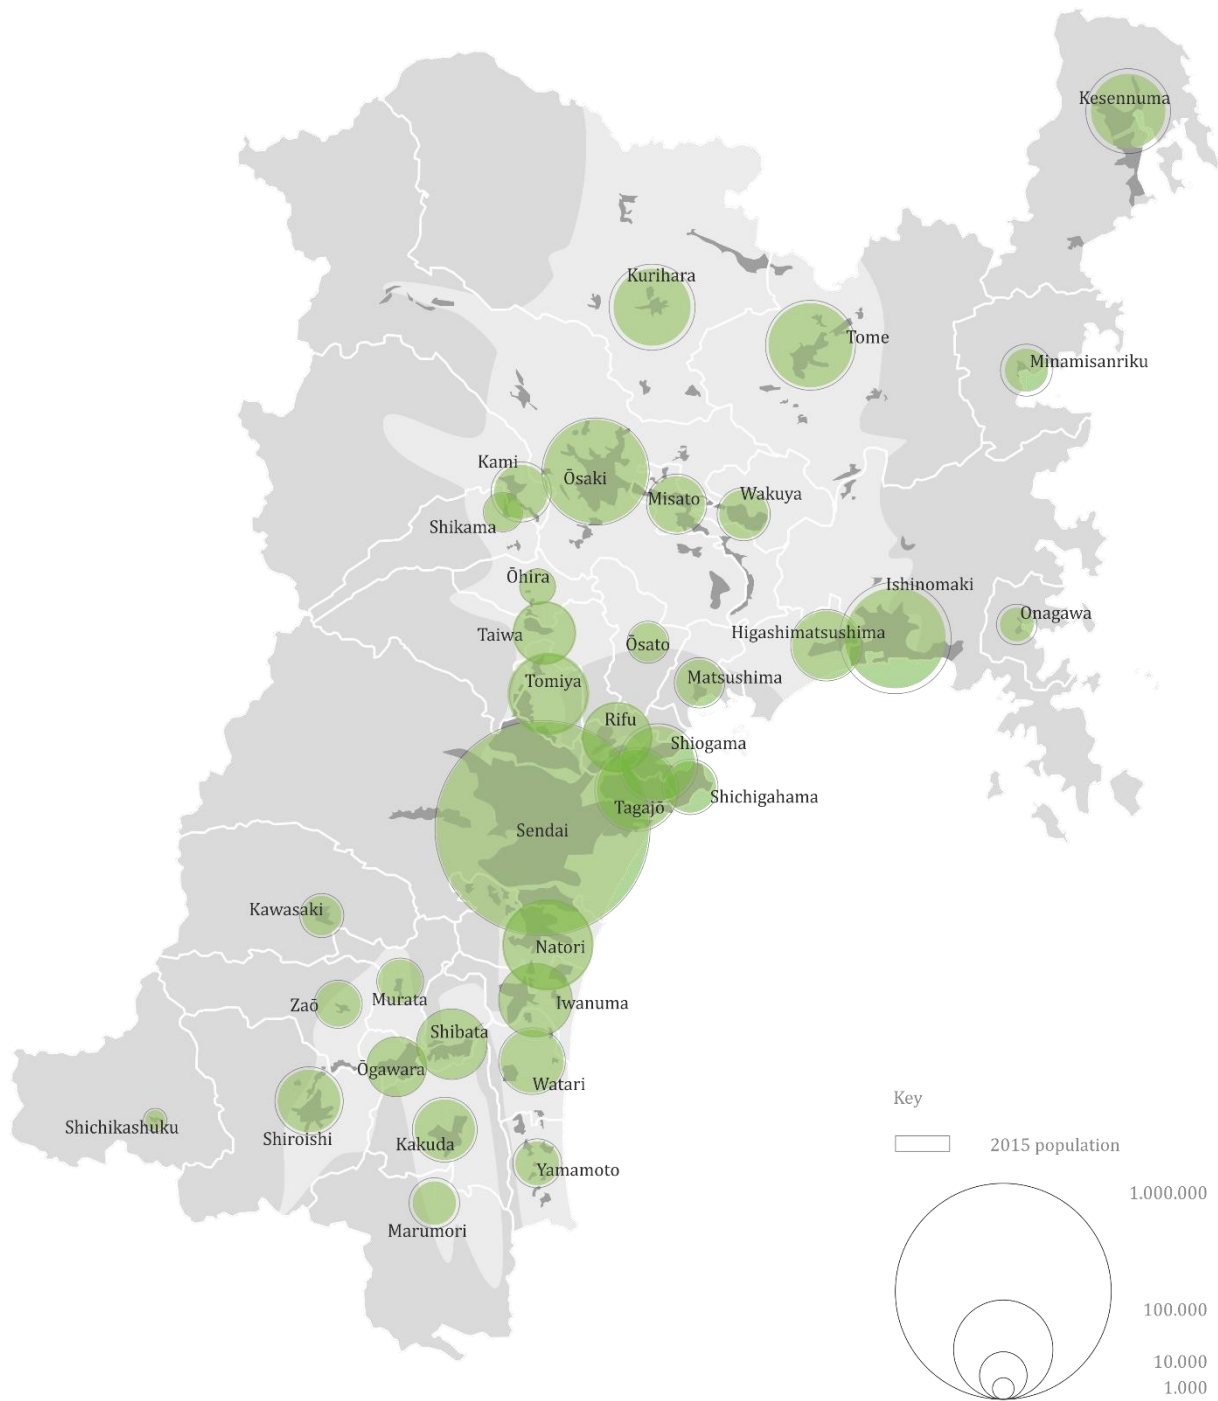 Kesennuma
Kurihara
Tome
Minamisanriku
Kami
Ōsaki
Misato
Wakuya
Shikama
Ōhira
Ishinomaki
Onagawa
Taiwa
Ōsato
Higashimatsushima
Tomiya
Matsushima
Rifu
Shiogama
Shichigahama
Tagajō
Sendai
Kawasaki
Natori
Zaō
Murata
Iwanuma
Shibata
Ōgawara
Watari
Shichikashuku
Shiroishi
Kakuda
Yamamoto
Marumori
Key
2015 population
1.000.000
100.000
10.000
1.000